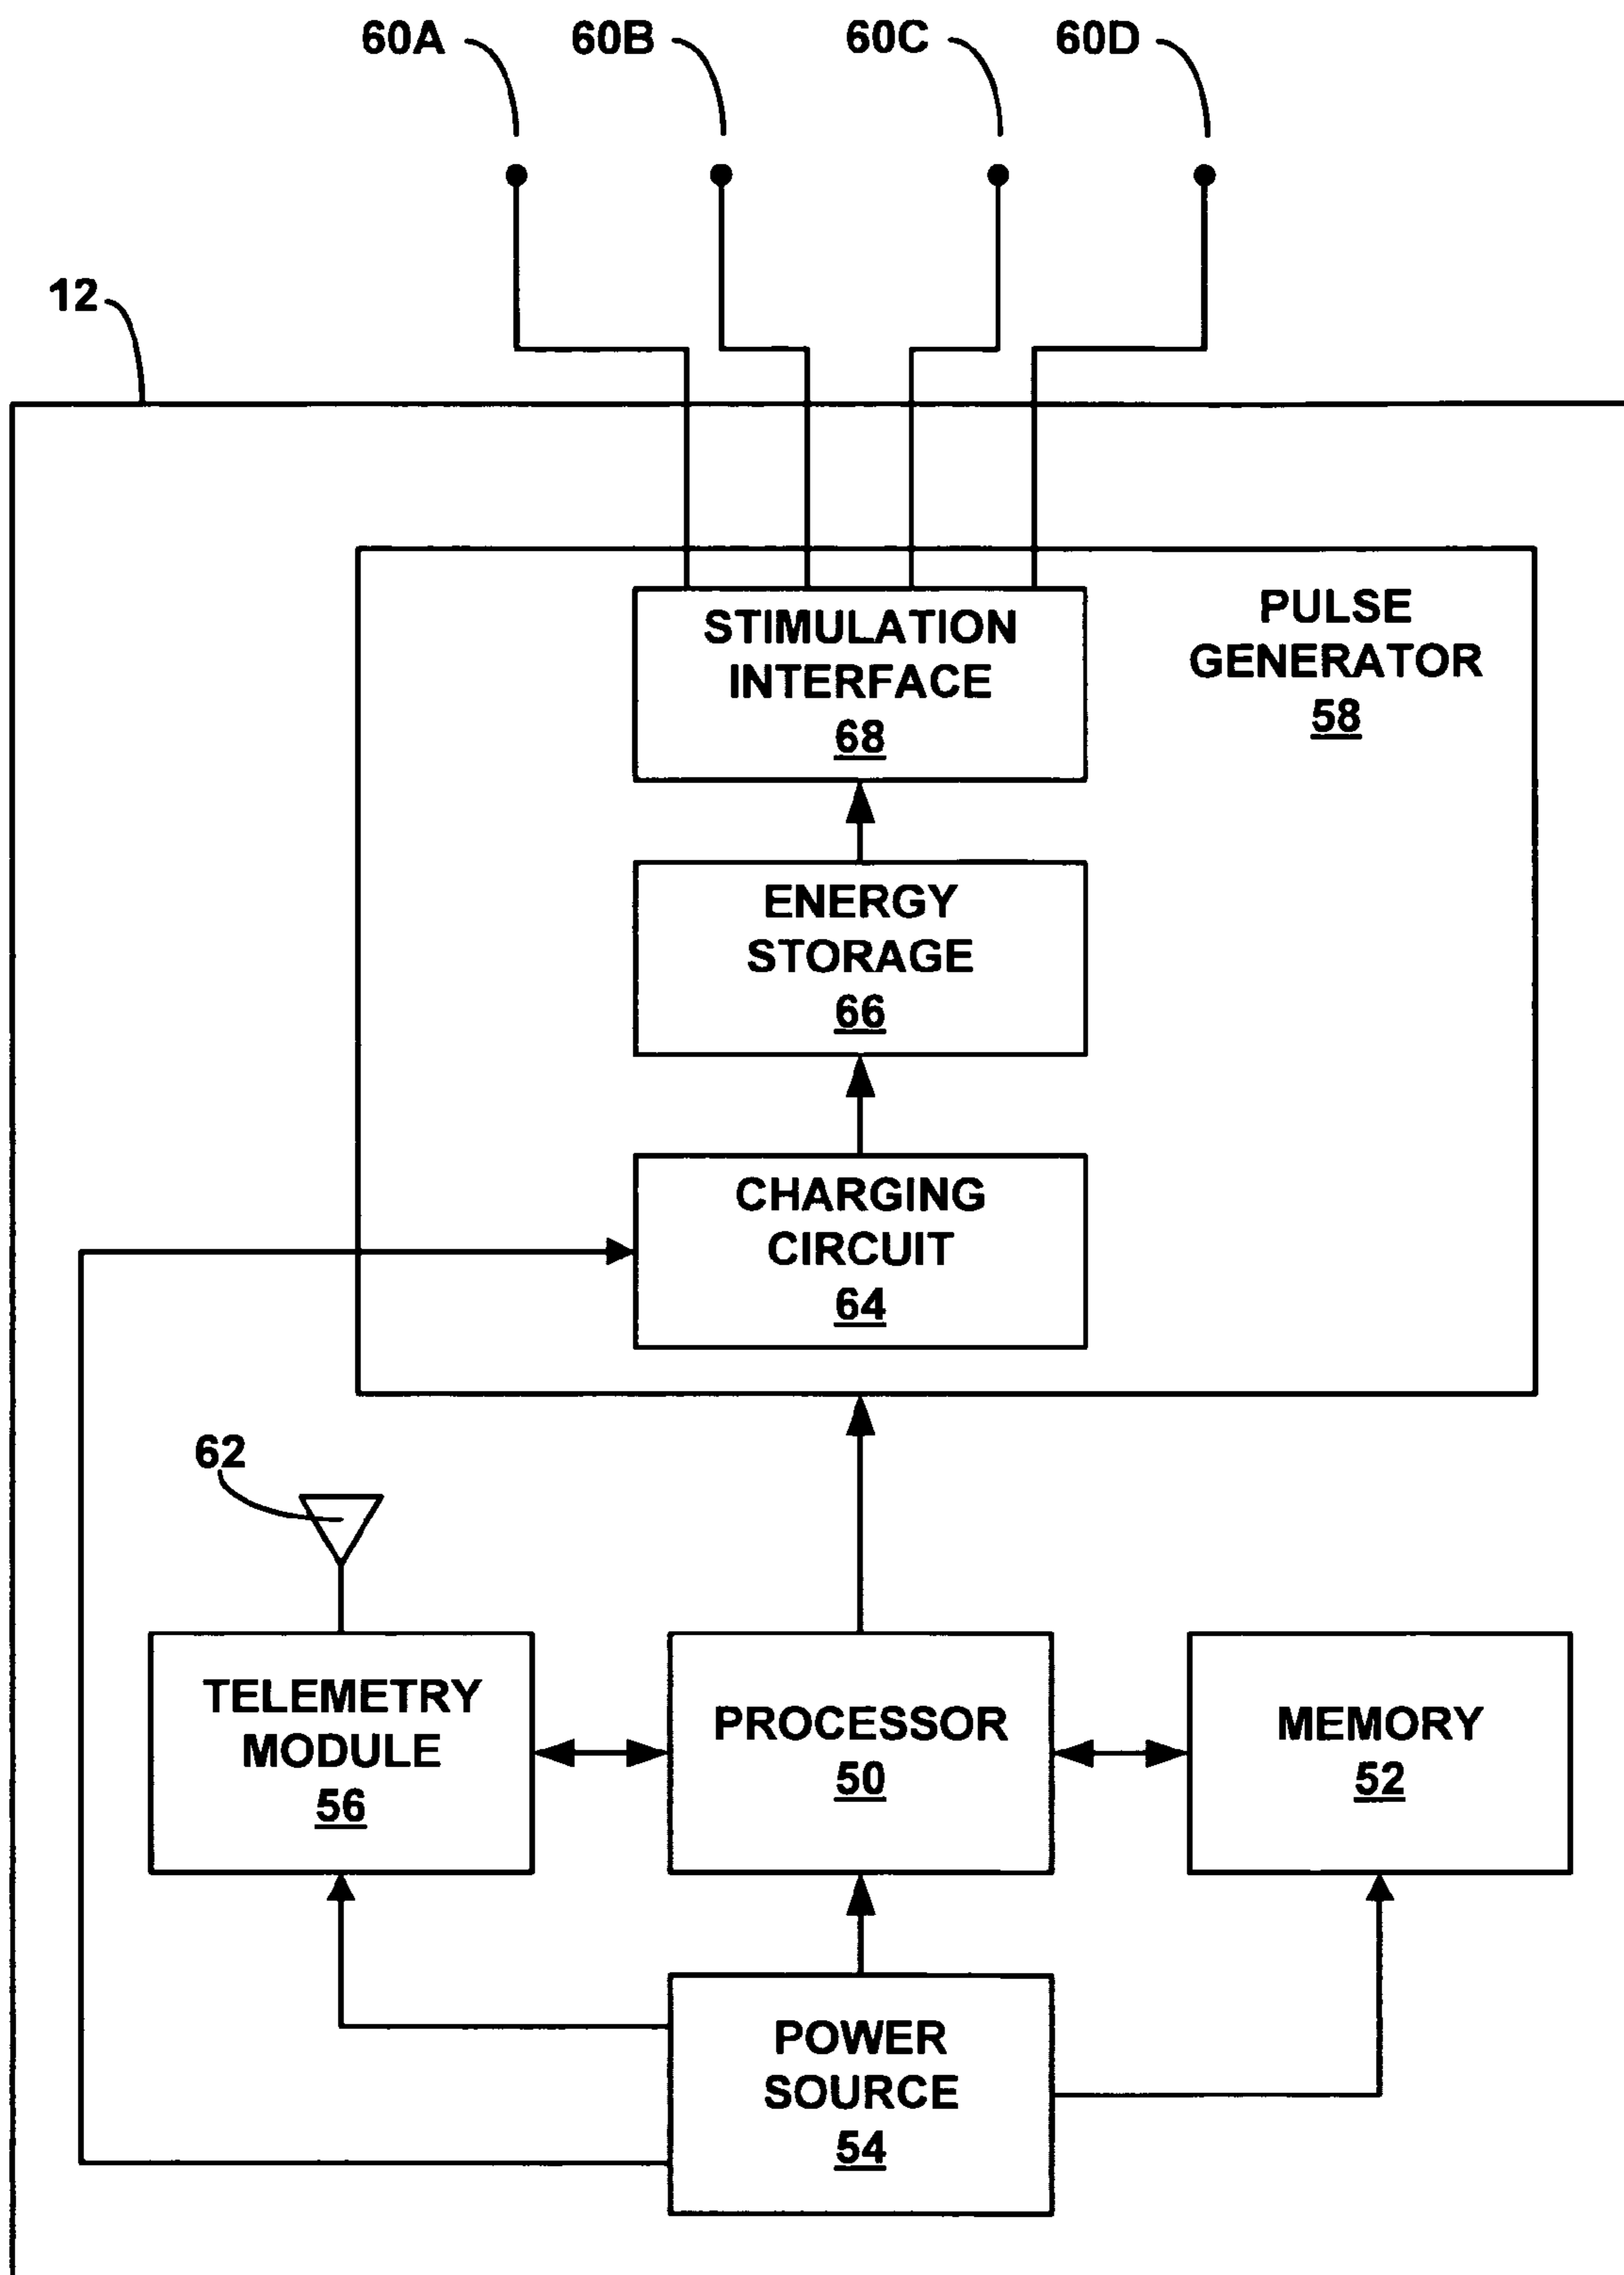 60A 60B 60C 60D
12
STIMULATION
INTERFACE
68
PULSE
GENERATOR
58
ENERGY
STORAGE
66
CHARGING
CIRCUIT
64
62
TELEMETRY
MODULE
56
PROCESSOR
50
MEMORY
52
POWER
SOURCE
54